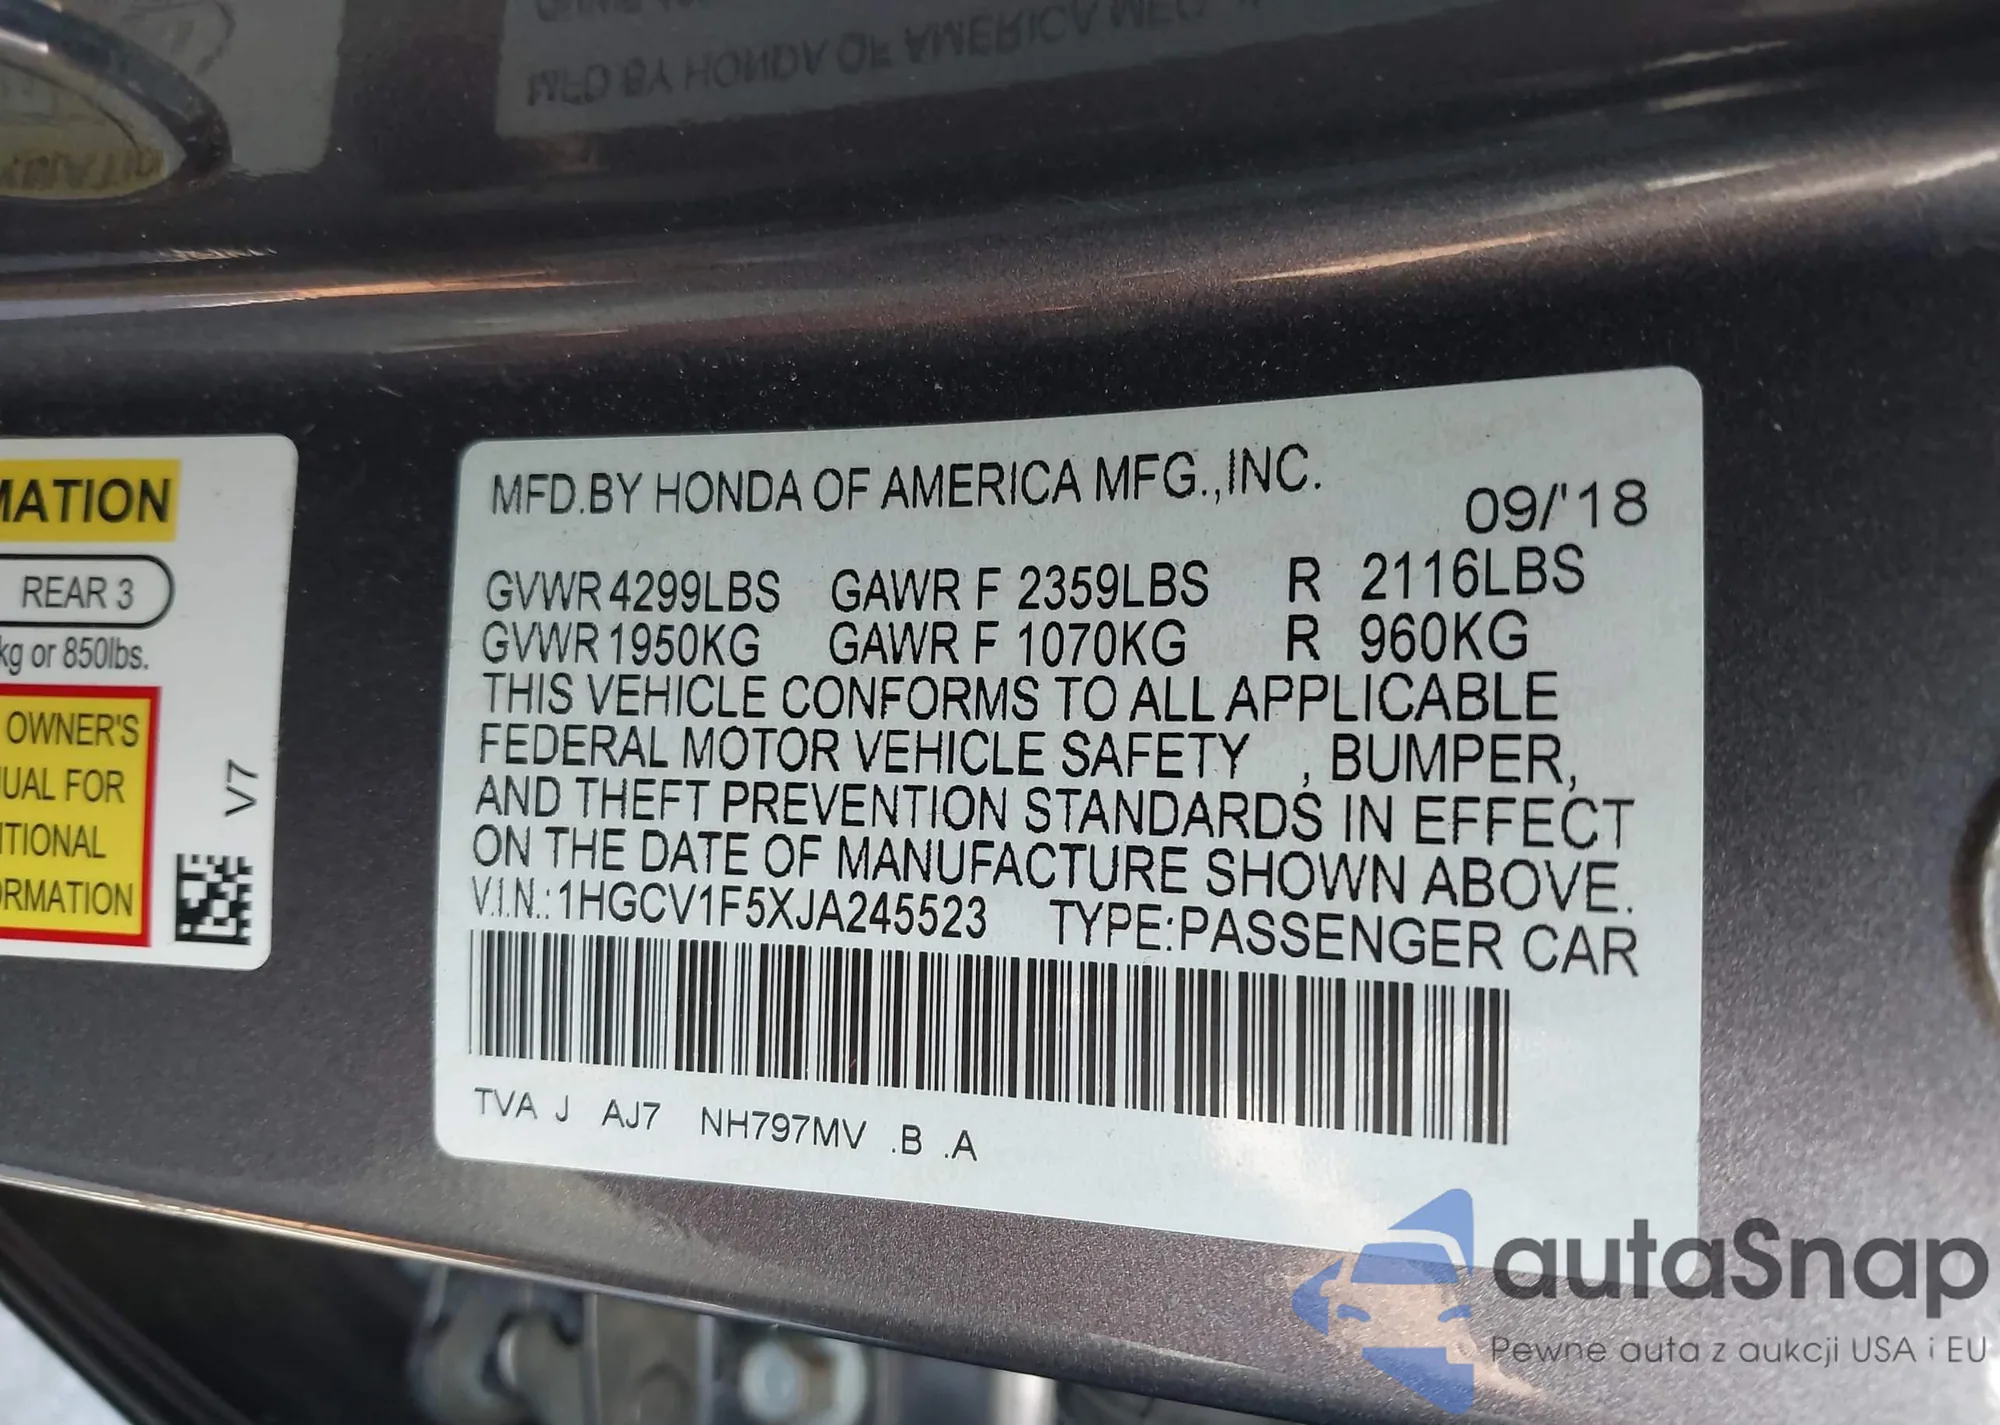 MFD BY HONDA OF AMERICA MFG
MATION
REAR 3
kg or 850lbs.
OWNER'S
UAL FOR
ITIONAL
ORMATION
V7
MFD.BY HONDA OF AMERICA MFG.,INC.
09/'18
GVWR 4299LBS GAWR F 2359LBS R 2116LBS
GVWR 1950KG GAWR F 1070KG R 960KG
THIS VEHICLE CONFORMS TO ALL APPLICABLE
FEDERAL MOTOR VEHICLE SAFETY , BUMPER,
AND THEFT PREVENTION STANDARDS IN EFFECT
ON THE DATE OF MANUFACTURE SHOWN ABOVE.
V.I.N.:1HGCV1F5XJA245523 TYPE:PASSENGER CAR
TVA J AJ7 NH797MV .B .A
autaSnap
Pewne auta z aukcji USA i EU